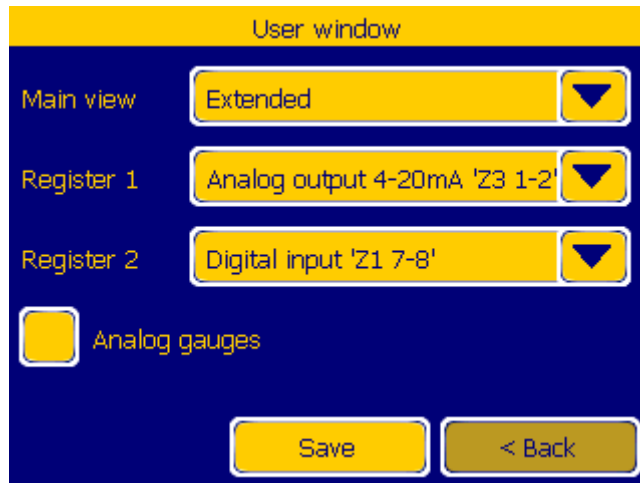 User window
Main view
Extended
Register 1
Analog output 4-20mA 'Z3 1-2'
Register 2
Digital input 'Z1 7-8'
Analog gauges
Save
< Back